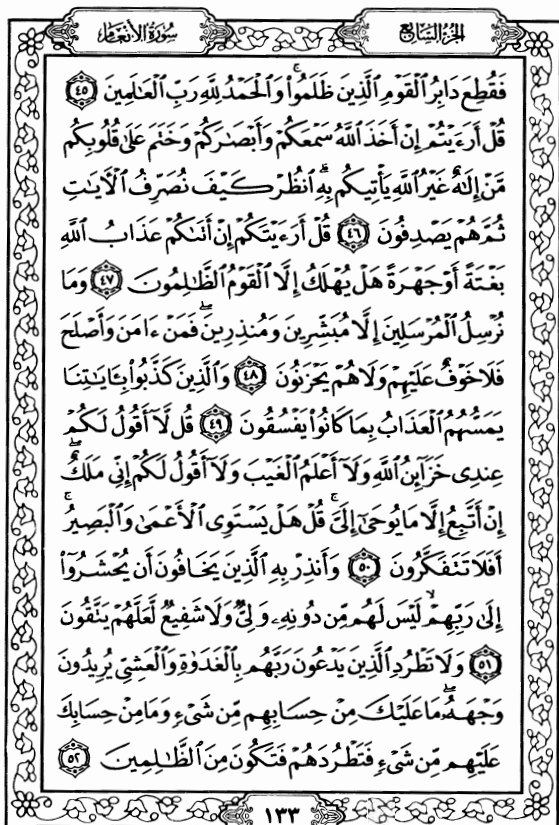 الجزء السابع
سورة الأنعام
فَقُطِعَ دَابِرُ ٱلْقَوْمِ ٱلَّذِينَ ظَلَمُوا۟ۚ وَٱلْحَمْدُ لِلَّهِ رَبِّ ٱلْعَـٰلَمِينَ ٤٥
قُلْ أَرَءَيْتُمْ إِنْ أَخَذَ ٱللَّهُ سَمْعَكُمْ وَأَبْصَـٰرَكُمْ وَخَتَمَ عَلَىٰ قُلُوبِكُم
مَّنْ إِلَـٰهٌ غَيْرُ ٱللَّهِ يَأْتِيكُم بِهِۗ ٱنظُرْ كَيْفَ نُصَرِّفُ ٱلْـَٔايَـٰتِ
ثُمَّ هُمْ يَصْدِفُونَ ٤٦ قُلْ أَرَءَيْتَكُمْ إِنْ أَتَىٰكُمْ عَذَابُ ٱللَّهِ
بَغْتَةً أَوْ جَهْرَةً هَلْ يُهْلَكُ إِلَّا ٱلْقَوْمُ ٱلظَّـٰلِمُونَ ٤٧ وَمَا
نُرْسِلُ ٱلْمُرْسَلِينَ إِلَّا مُبَشِّرِينَ وَمُنذِرِينَۖ فَمَنْ ءَامَنَ وَأَصْلَحَ
فَلَا خَوْفٌ عَلَيْهِمْ وَلَا هُمْ يَحْزَنُونَ ٤٨ وَٱلَّذِينَ كَذَّبُوا۟ بِـَٔايَـٰتِنَا
يَمَسُّهُمُ ٱلْعَذَابُ بِمَا كَانُوا۟ يَفْسُقُونَ ٤٩ قُل لَّآ أَقُولُ لَكُمْ
عِندِى خَزَآئِنُ ٱللَّهِ وَلَآ أَعْلَمُ ٱلْغَيْبَ وَلَآ أَقُولُ لَكُمْ إِنِّى مَلَكٌۖ
إِنْ أَتَّبِعُ إِلَّا مَا يُوحَىٰٓ إِلَىَّۚ قُلْ هَلْ يَسْتَوِى ٱلْأَعْمَىٰ وَٱلْبَصِيرُۚ
أَفَلَا تَتَفَكَّرُونَ ٥٠ وَأَنذِرْ بِهِ ٱلَّذِينَ يَخَافُونَ أَن يُحْشَرُوٓا۟
إِلَىٰ رَبِّهِمْۙ لَيْسَ لَهُم مِّن دُونِهِۦ وَلِىٌّ وَلَا شَفِيعٌ لَّعَلَّهُمْ يَتَّقُونَ
٥١ وَلَا تَطْرُدِ ٱلَّذِينَ يَدْعُونَ رَبَّهُم بِٱلْغَدَوٰةِ وَٱلْعَشِىِّ يُرِيدُونَ
وَجْهَهُۥۖ مَا عَلَيْكَ مِنْ حِسَابِهِم مِّن شَىْءٍ وَمَا مِنْ حِسَابِكَ
عَلَيْهِم مِّن شَىْءٍ فَتَطْرُدَهُمْ فَتَكُونَ مِنَ ٱلظَّـٰلِمِينَ ٥٢
١٣٣